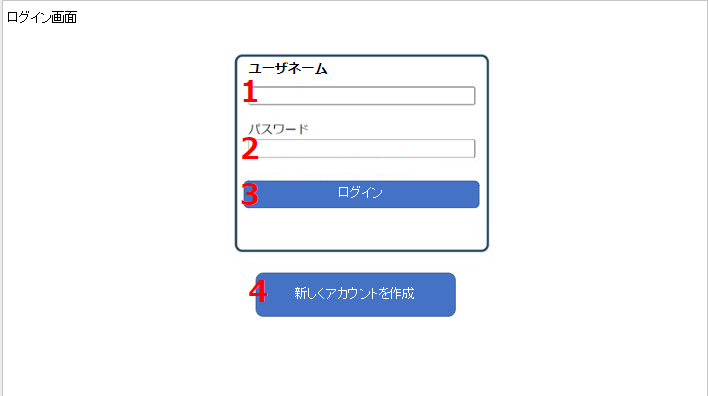 ログイン画面
ユーザネーム
1
パスワード
2
3 ログイン
4 新しくアカウントを作成